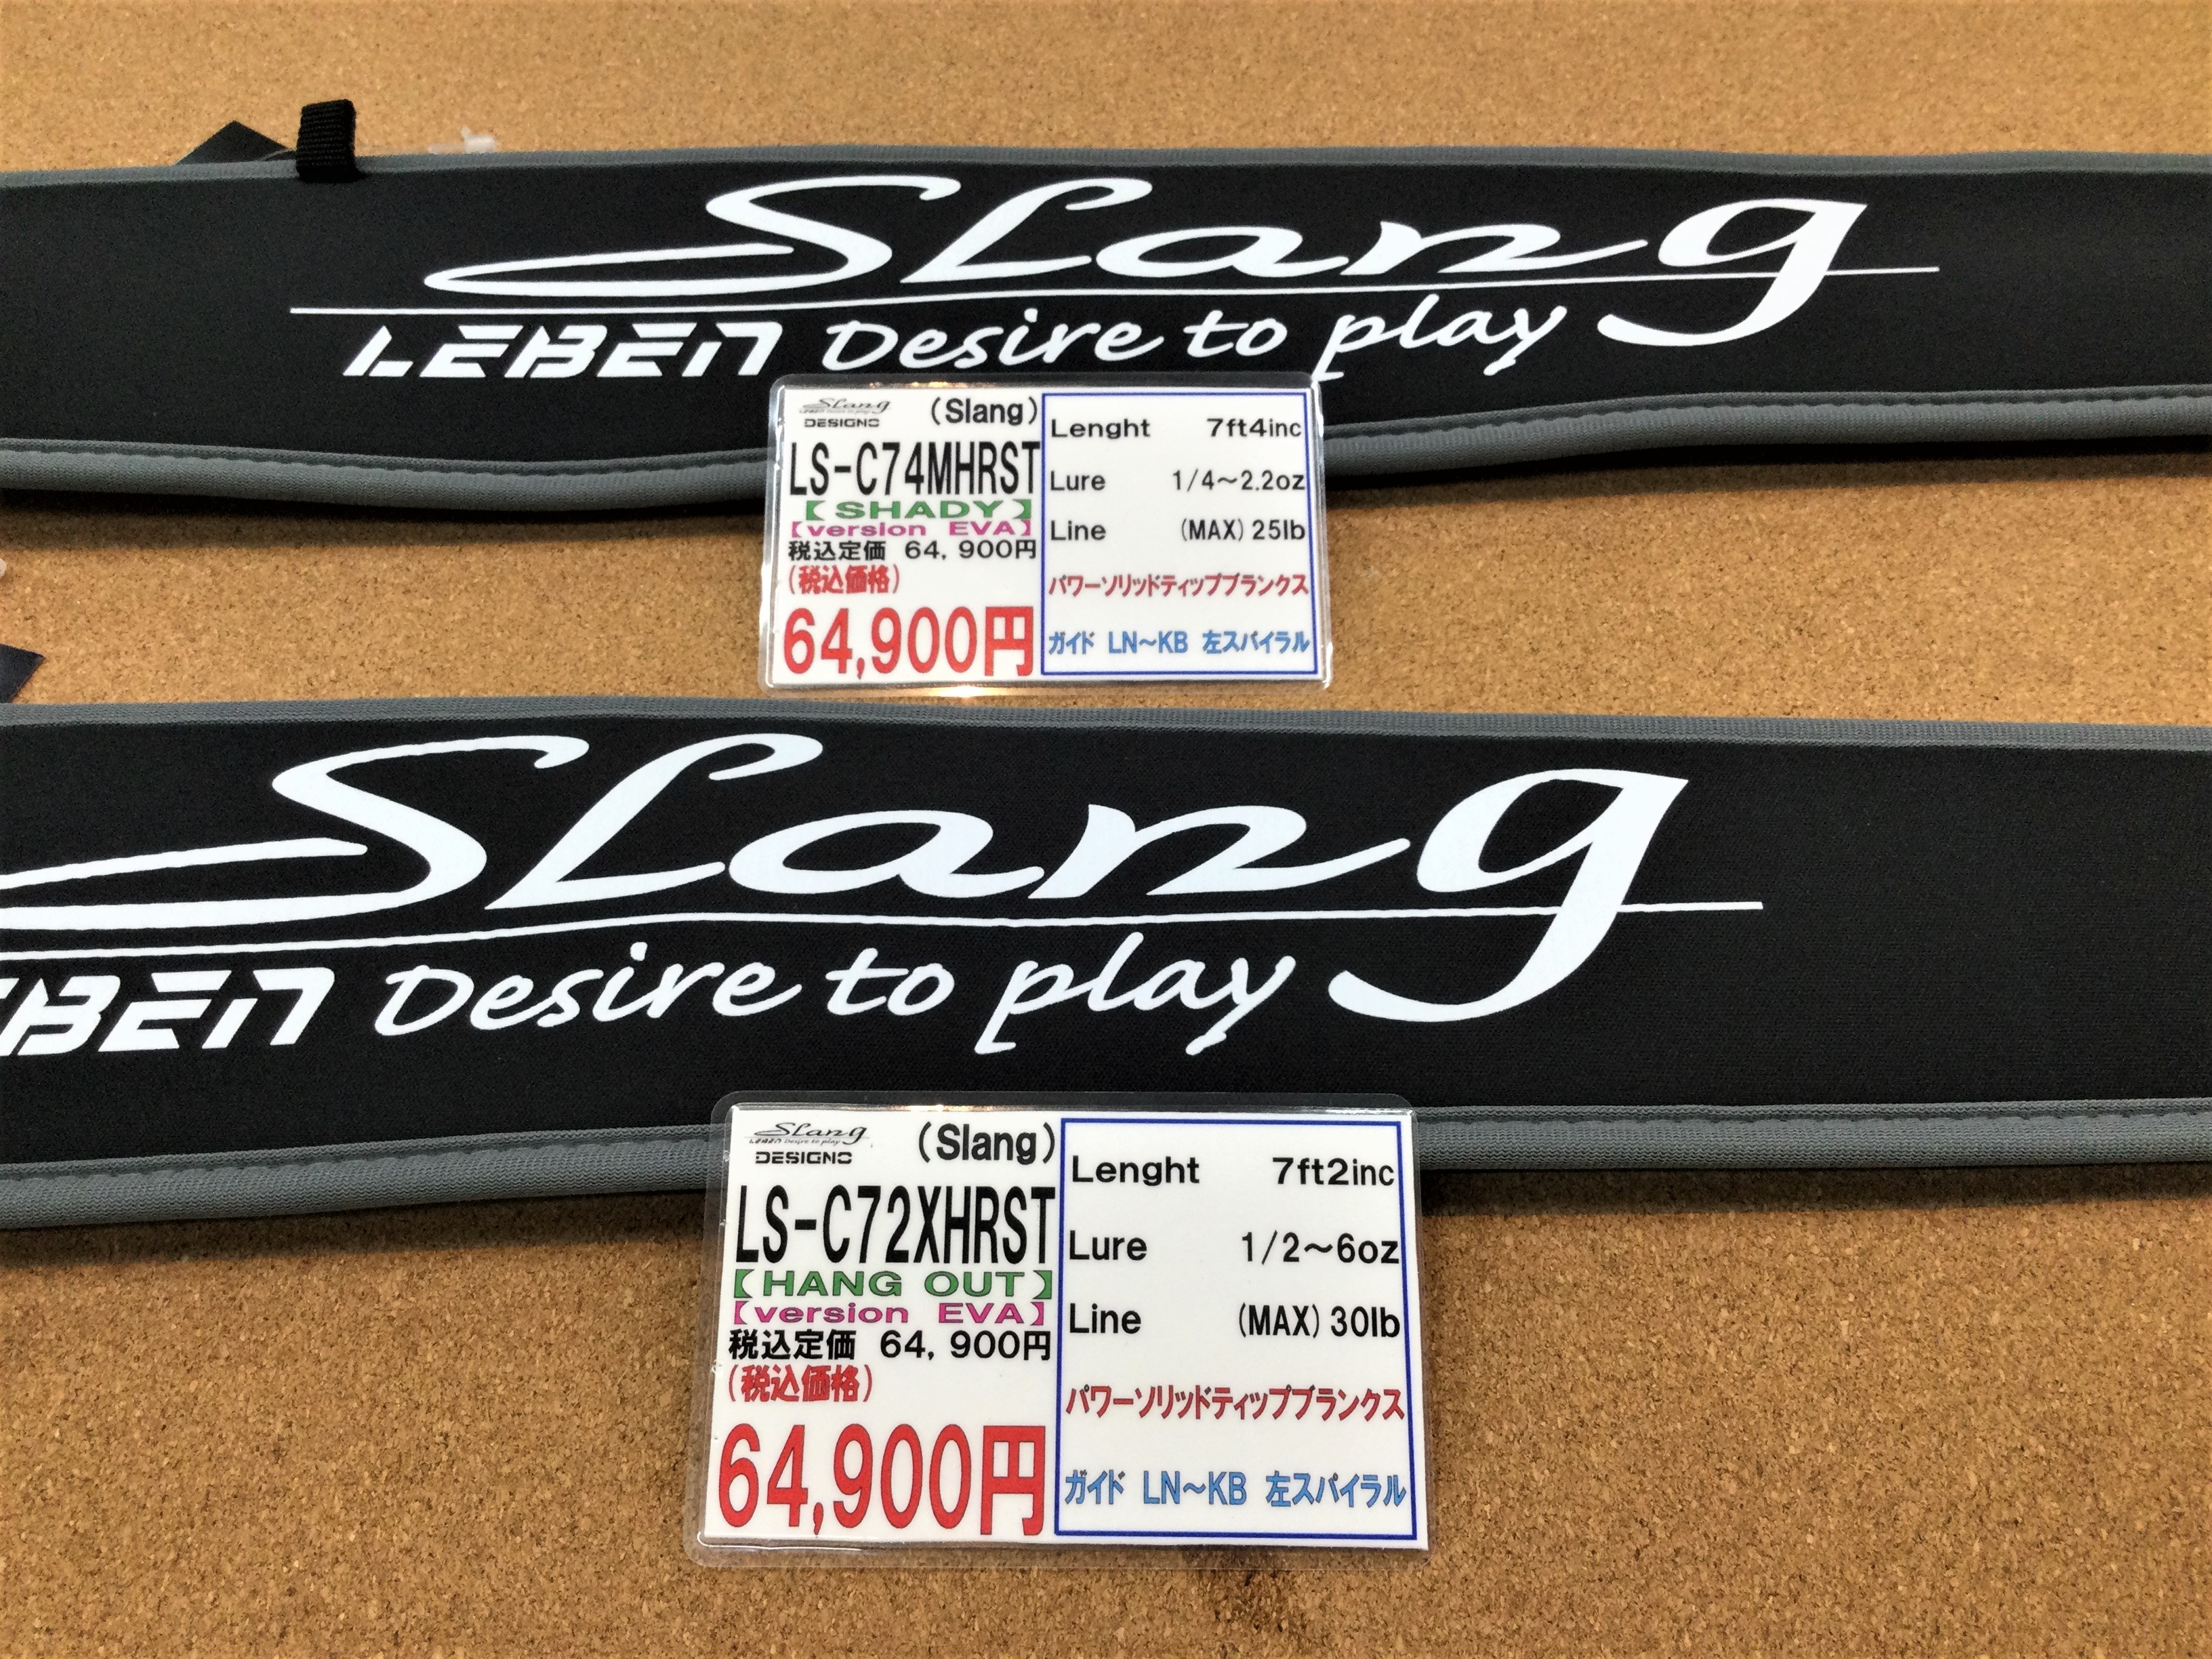 Slang
LEBEN Desire to play
Slang
LEBEN Desire to play
DESIGNO
(Slang)
LS-C74MHRST
【SHADY】
【version EVA】
税込定価 64,900円
(税込価格)
64,900円
Lenght 7ft4inc
Lure 1/4～2.2oz
Line (MAX)25lb
パワーソリッドティップブランクス
ガイド LN～KB 左スパイラル
Slang
EBEN Desire to play
Slang
LEBEN Desire to play
DESIGNO
(Slang)
LS-C72XHRST
【HANG OUT】
【version EVA】
税込定価 64,900円
(税込価格)
64,900円
Lenght 7ft2inc
Lure 1/2～6oz
Line (MAX)30lb
パワーソリッドティップブランクス
ガイド LN～KB 左スパイラル